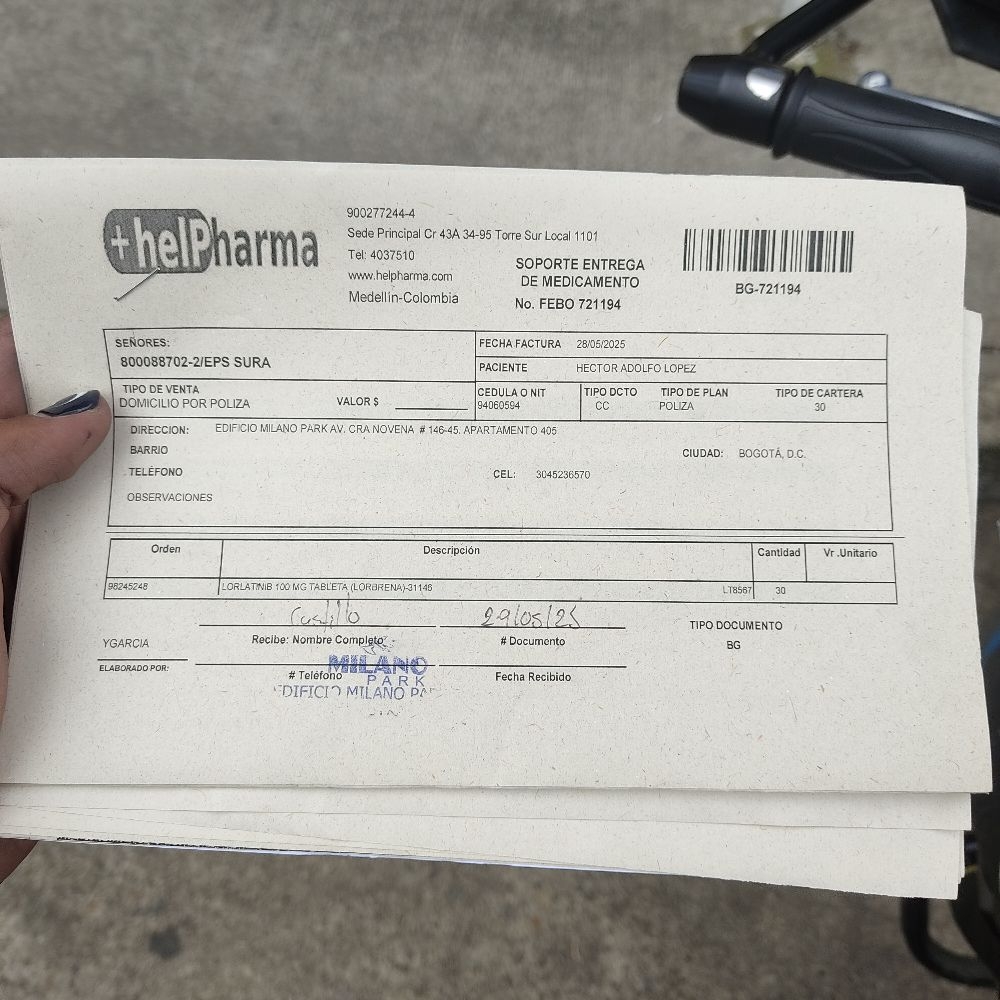 +helPharma
900277244-4
Sede Principal Cr 43A 34-95 Torre Sur Local 1101
Tel: 4037510
www.helpharma.com
Medellín-Colombia
SOPORTE ENTREGA
DE MEDICAMENTO
No. FEBO 721194
BG-721194
SEÑORES:
800088702-2/EPS SURA
FECHA FACTURA 28/05/2025
PACIENTE HECTOR ADOLFO LOPEZ
TIPO DE VENTA
DOMICILIO POR POLIZA VALOR $
CEDULA O NIT TIPO DCTO TIPO DE PLAN TIPO DE CARTERA
94060594 CC POLIZA 30
DIRECCION: EDIFICIO MILANO PARK AV. CRA NOVENA # 146-45. APARTAMENTO 405
BARRIO CIUDAD: BOGOTÁ, D.C.
TELÉFONO CEL: 3045236570
OBSERVACIONES
Orden Descripción Cantidad Vr .Unitario
98245248 LORLATINIB 100 MG TABLETA (LORBRENA)-31146 LT8567 30
29/05/25
Recibe: Nombre Completo # Documento
TIPO DOCUMENTO
BG
YGARCIA
ELABORADO POR:
# Teléfono Fecha Recibido
MILANO
PARK
EDIFICIO MILANO PA